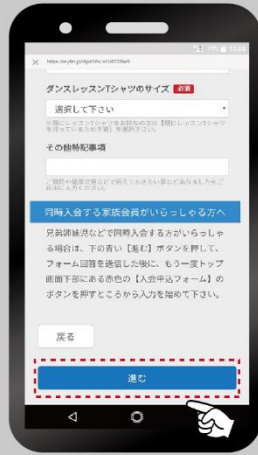 ダンスレッスンTシャツのサイズ 必須
選択して下さい
その他特記事項
同時入会する家族会員がいらっしゃる方へ
兄弟姉妹児などで同時入会する方がいらっしゃ
る場合は、下の青い【進む】ボタンを押して、
フォーム回答を送信した後に、もう一度トップ
画面下部にある赤色の【入会申込フォーム】の
ボタンを押すところから入力を始めて下さい。
戻る
進む